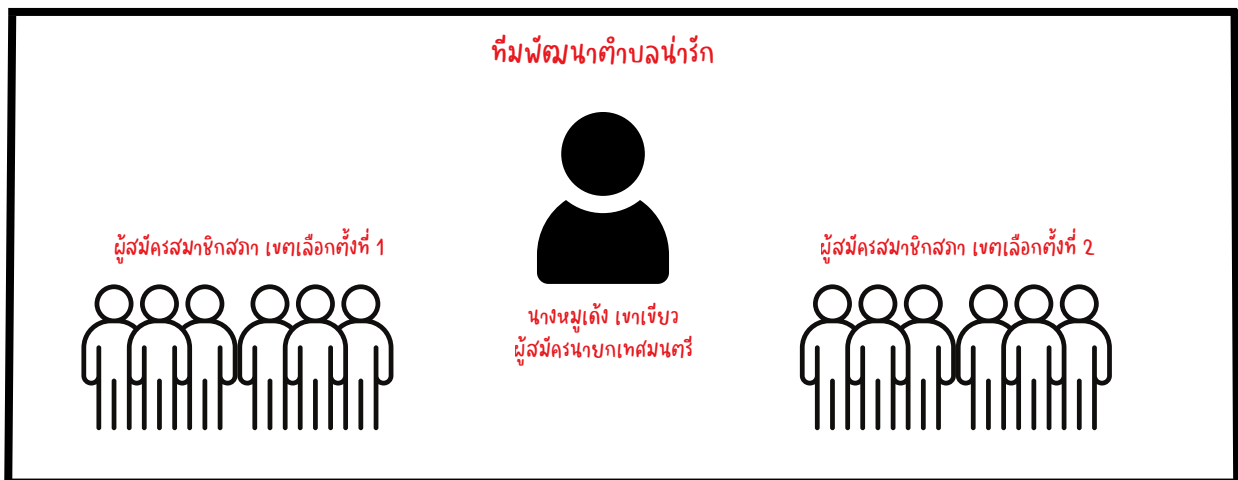 ทีมพัฒนาตำบลน่ารัก
ผู้สมัครสมาชิกสภา เขตเลือกตั้งที่ 1
ผู้สมัครสมาชิกสภา เขตเลือกตั้งที่ 2
นางหมูเด้ง เขาเขียว
ผู้สมัครนายกเทศมนตรี